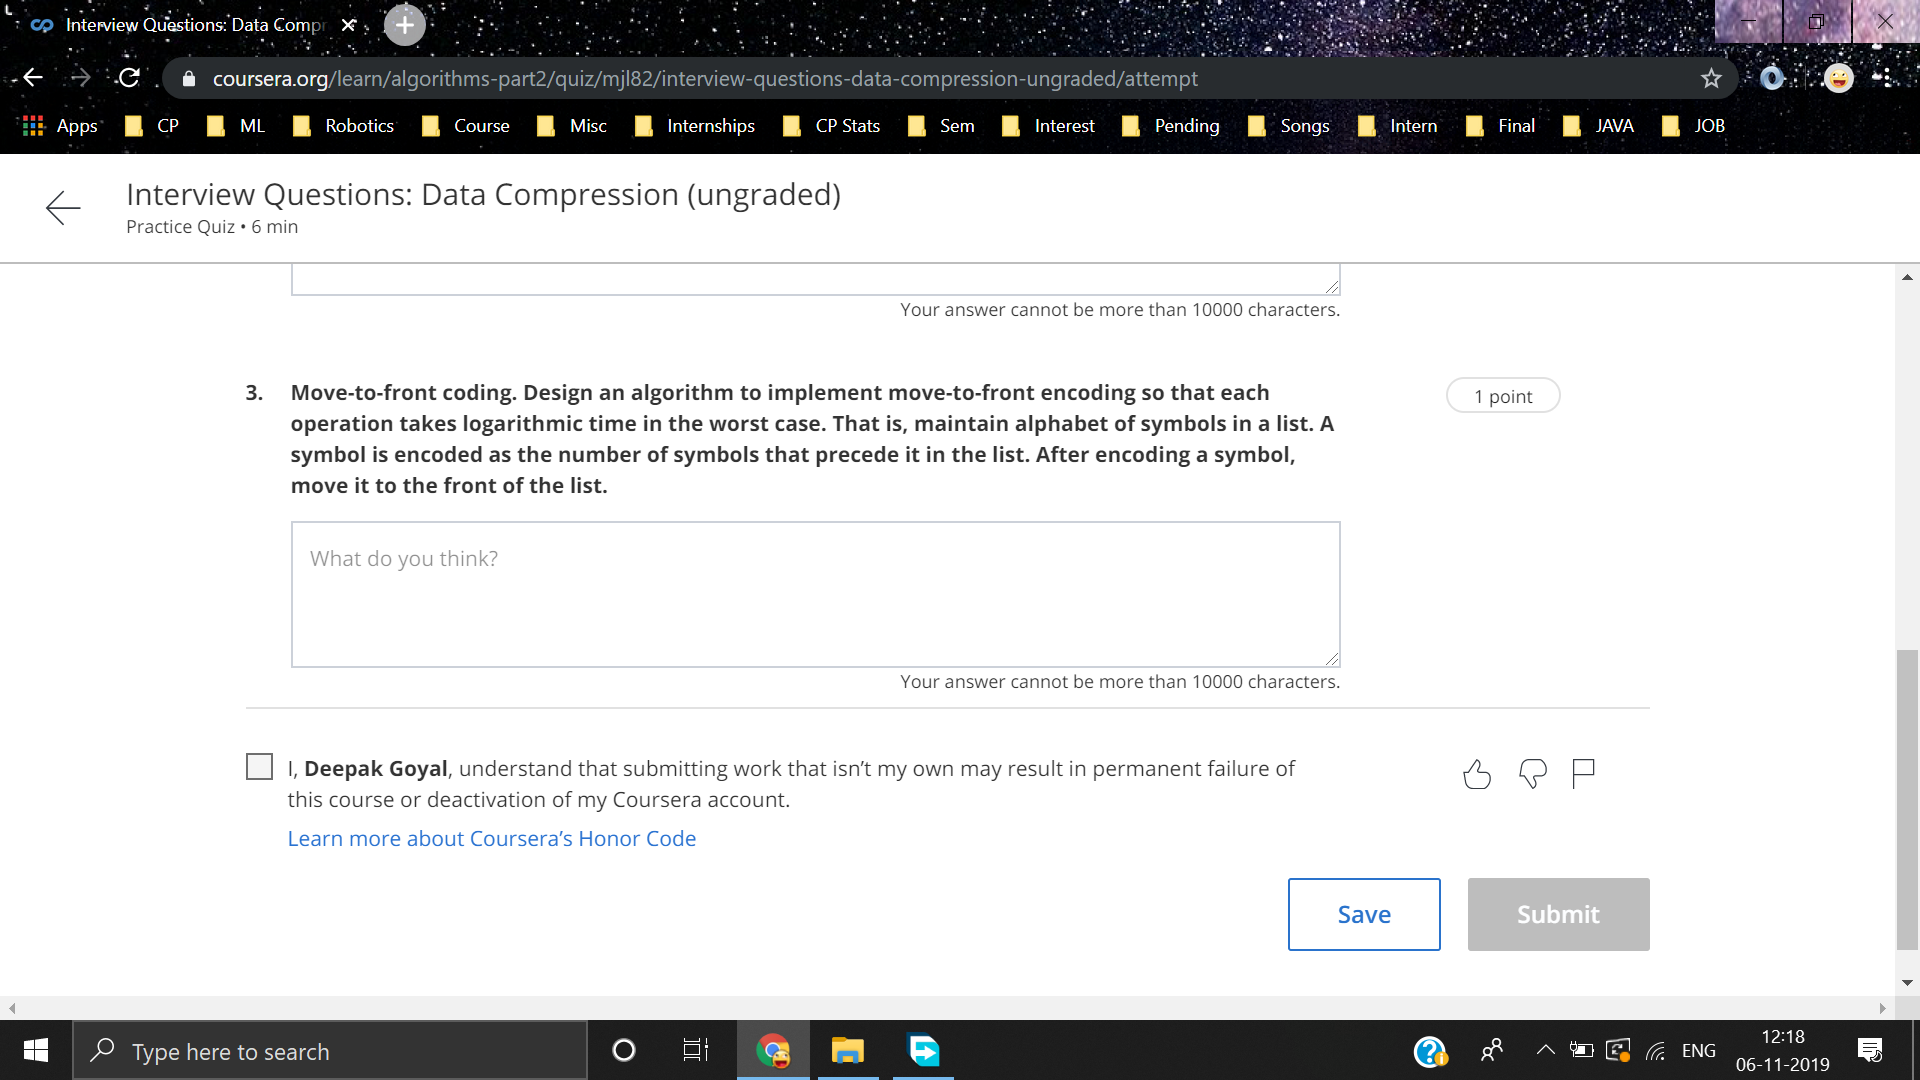 Interview Questions: Data Comp
coursera.org/learn/algorithms-part2/quiz/mjl82/interview-questions-data-compression-ungraded/attempt
Apps CP ML Robotics Course Misc Internships CP Stats Sem Interest Pending Songs Intern Final JAVA JOB
Interview Questions: Data Compression (ungraded)
Practice Quiz • 6 min
Your answer cannot be more than 10000 characters.
3. Move-to-front coding. Design an algorithm to implement move-to-front encoding so that each
1 point
operation takes logarithmic time in the worst case. That is, maintain alphabet of symbols in a list. A
symbol is encoded as the number of symbols that precede it in the list. After encoding a symbol,
move it to the front of the list.
What do you think?
Your answer cannot be more than 10000 characters.
I, Deepak Goyal, understand that submitting work that isn’t my own may result in permanent failure of
this course or deactivation of my Coursera account.
Learn more about Coursera’s Honor Code
Save
Submit
Type here to search
ENG
12:18
06-11-2019